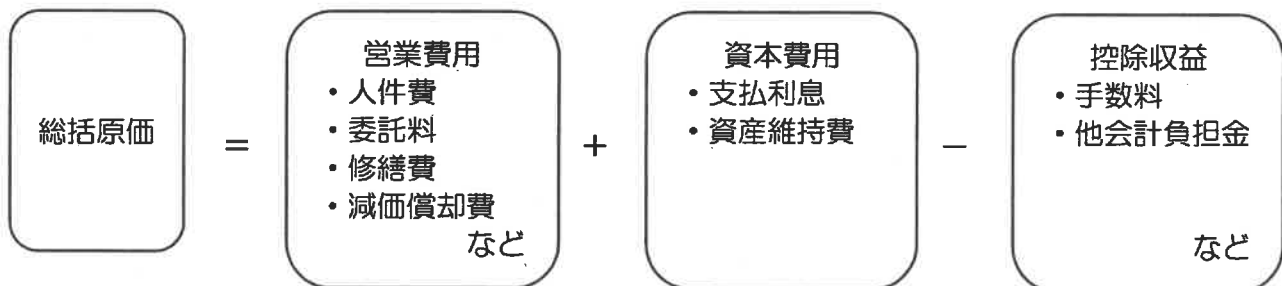 総括原価
=
営業費用
・人件費
・委託料
・修繕費
・減価償却費
など
+
資本費用
・支払利息
・資産維持費
−
控除収益
・手数料
・他会計負担金
など